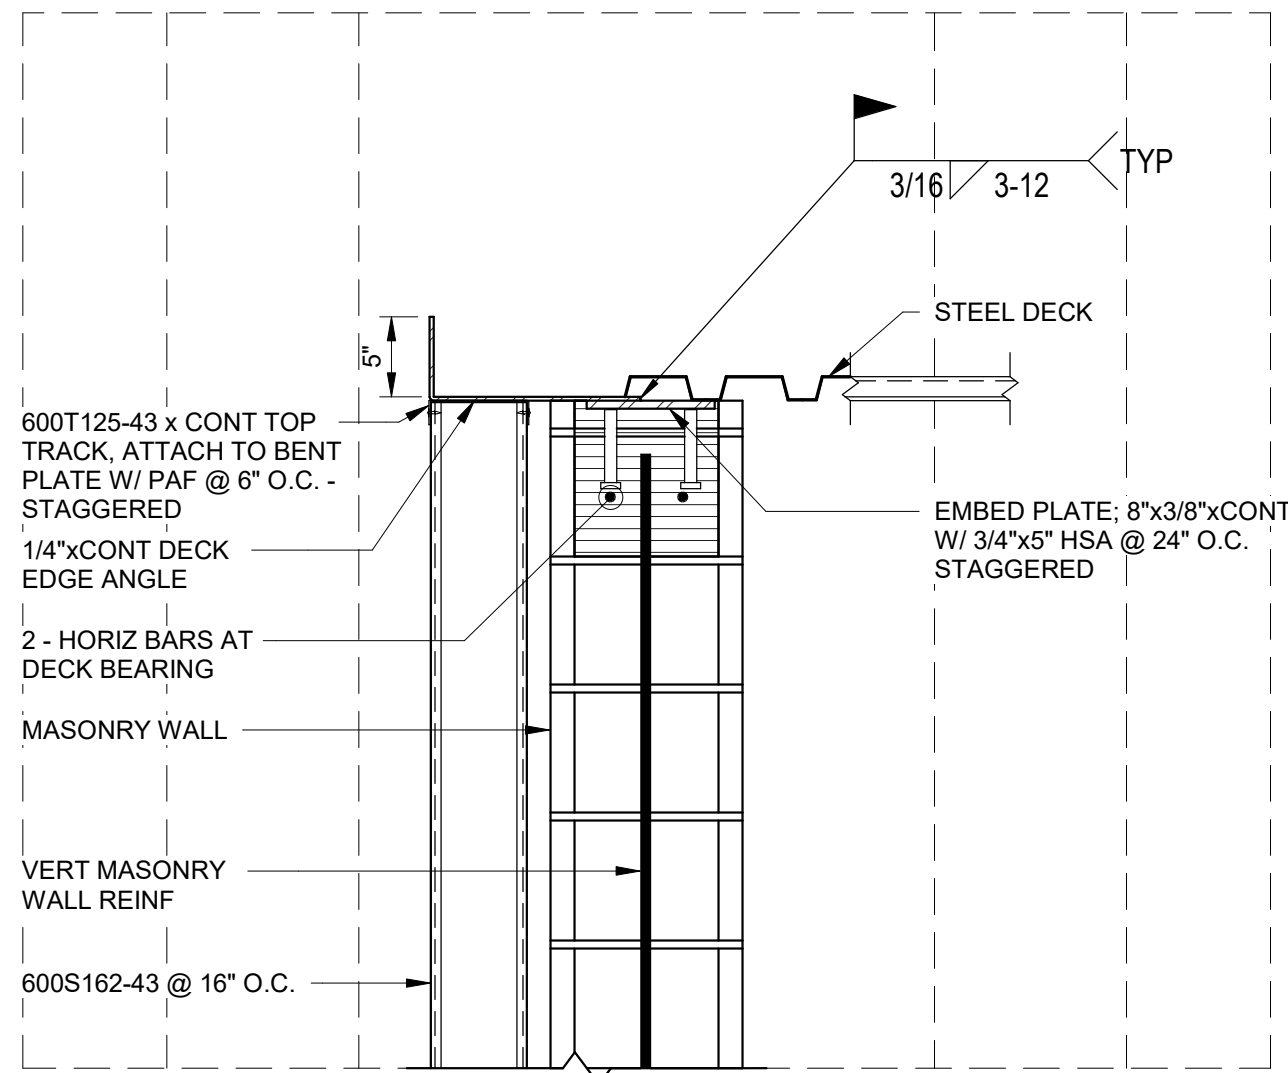 TYP
3/16 3-12
STEEL DECK
5"
600T125-43 x CONT TOP
TRACK, ATTACH TO BENT
PLATE W/ PAF @ 6" O.C. -
STAGGERED
1/4"xCONT DECK
EDGE ANGLE
EMBED PLATE; 8"x3/8"xCONT
W/ 3/4"x5" HSA @ 24" O.C.
STAGGERED
2 - HORIZ BARS AT
DECK BEARING
MASONRY WALL
VERT MASONRY
WALL REINF
600S162-43 @ 16" O.C.